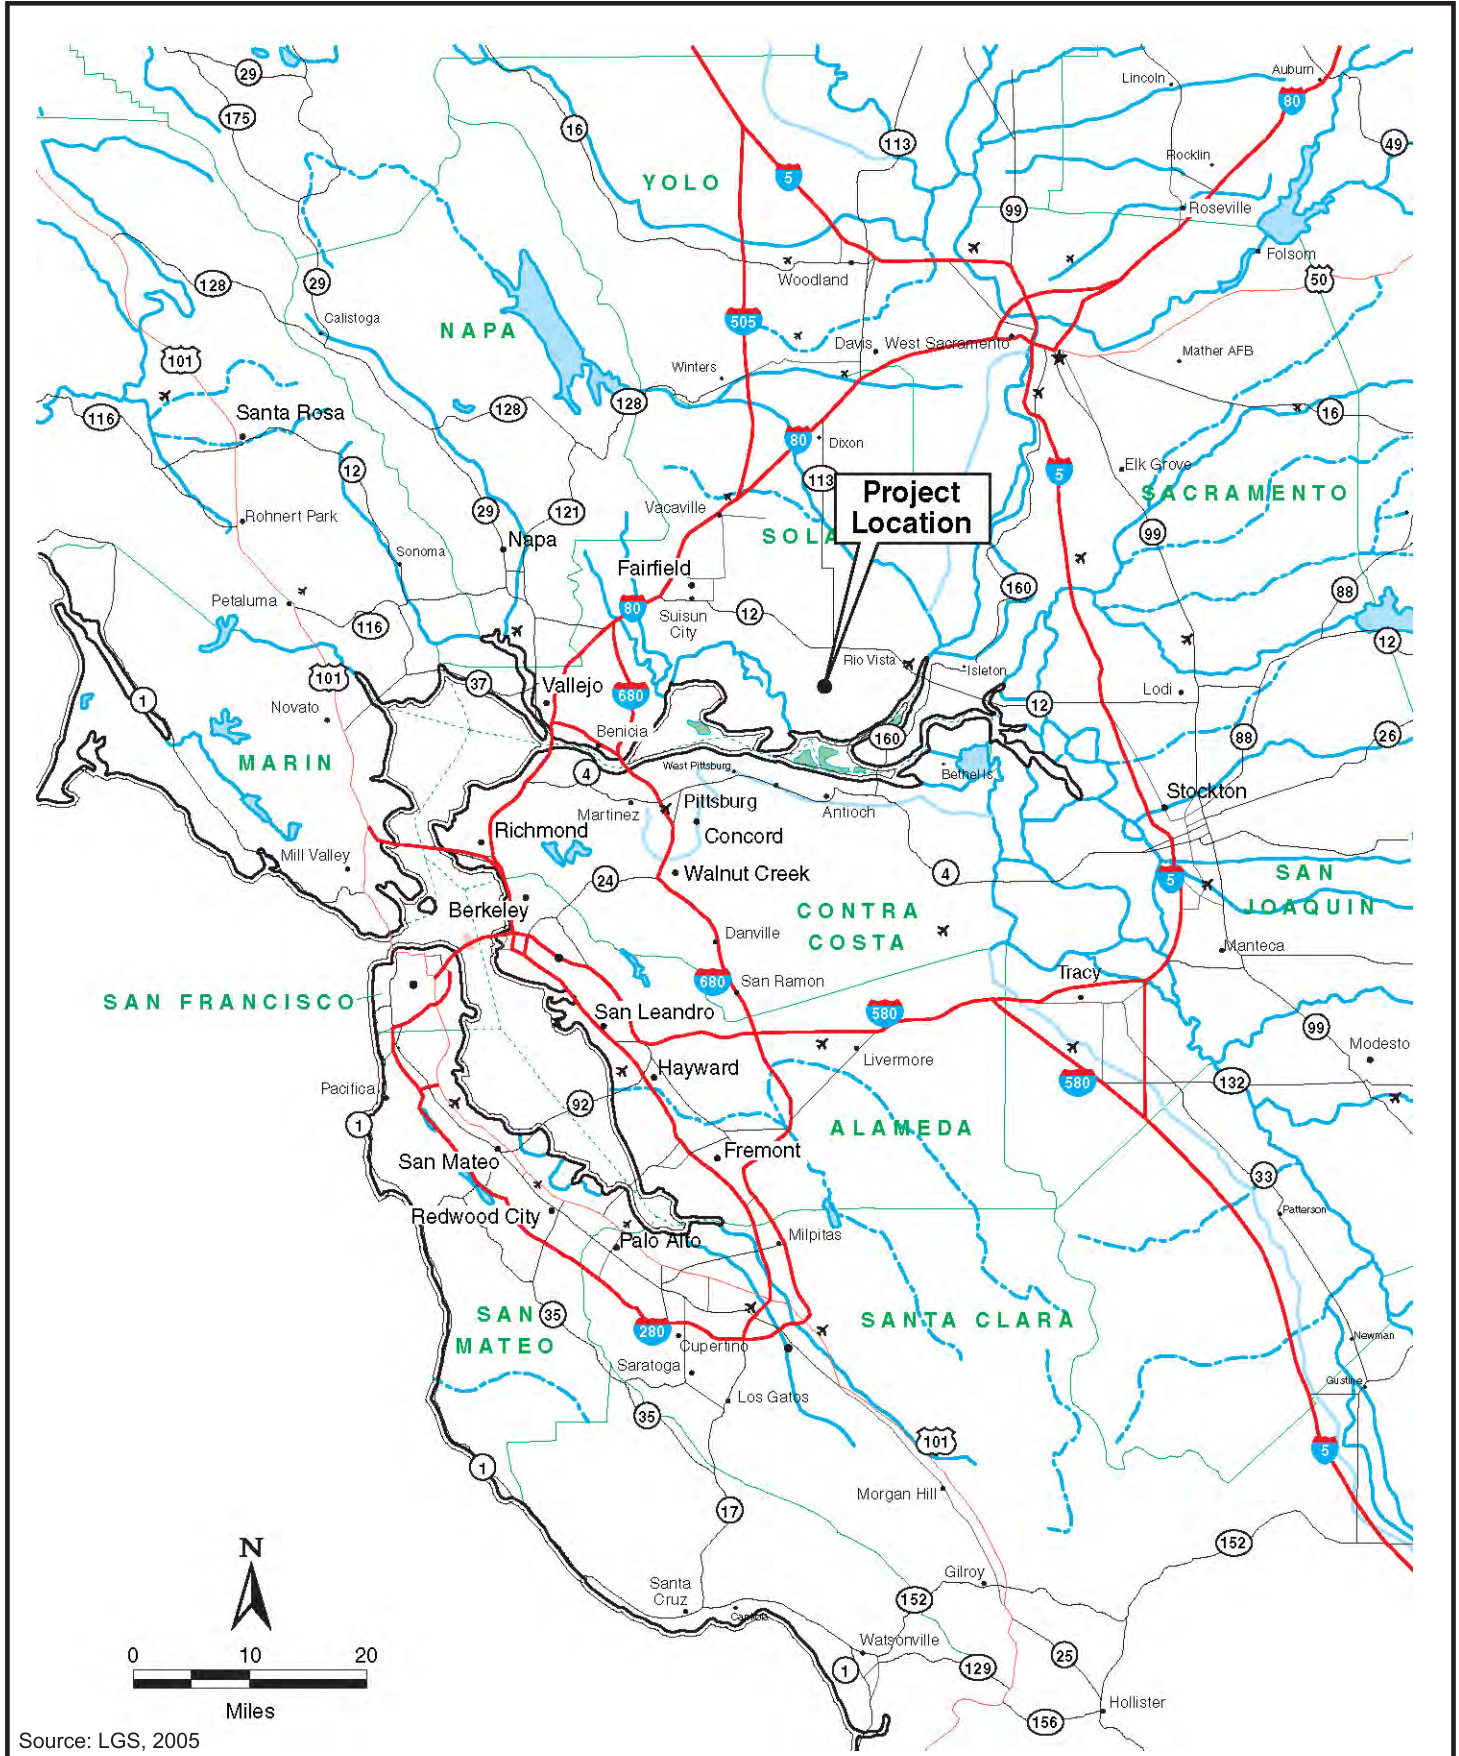 29
Lincoln
Auburn
80
175
16
113
49
Rocklin
5
YOLO
99
Roseville
Folsom
Woodland
50
29
128
Calistoga
505
NAPA
Davis
West Sacramento
Mather AFB
101
Winters
128
128
16
116
Santa Rosa
80
Dixon
12
5
Elk Grove
113
Project
Location
SACRAMENTO
Vacaville
29
121
Rohnert Park
SOLA
99
Napa
Sonoma
Fairfield
160
88
Petaluma
80
Suisun
City
12
116
12
Rio Vista
Isleton
101
37
Vallejo
680
Lodi
1
12
Novato
Benicia
160
88
26
MARIN
West Pittsburg
4
Bethel Is
Stockton
Martinez
Pittsburg
Antioch
Richmond
Concord
Mill Valley
24
Walnut Creek
4
5
SAN
JOAQUIN
Berkeley
CONTRA
COSTA
Danville
Manteca
680
San Ramon
Tracy
SAN FRANCISCO
San Leandro
580
99
Modesto
Livermore
Hayward
580
132
Pacifica
92
1
ALAMEDA
Fremont
San Mateo
33
Redwood City
Patterson
Palo Alto
Milpitas
SAN
MATEO
35
SANTA CLARA
280
Cupertino
Newman
Saratoga
Gustine
Los Gatos
35
101
5
1
Morgan Hill
17
N
152
Gilroy
Santa
Cruz
152
Capitola
Watsonville
0
10
20
25
1
129
Miles
Hollister
156
Source: LGS, 2005